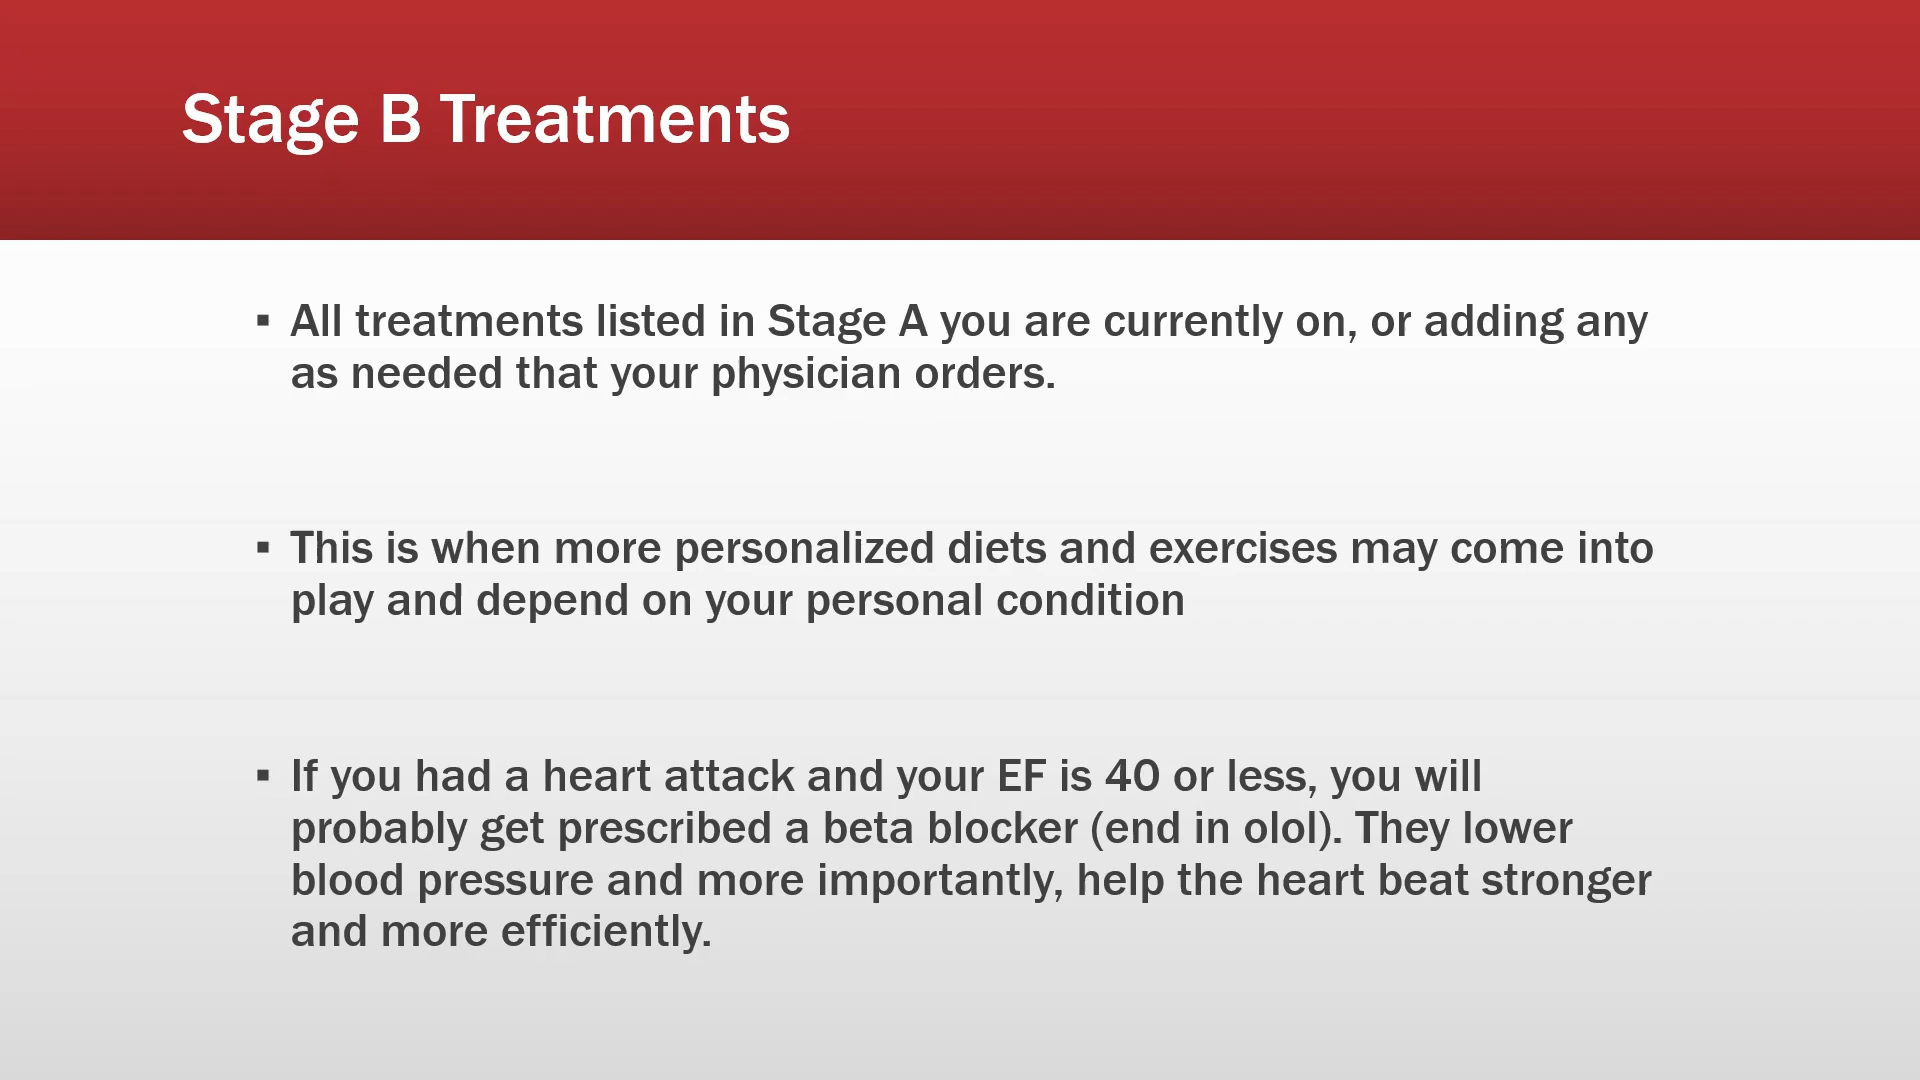 Stage B Treatments
▪ All treatments listed in Stage A you are currently on, or adding any
as needed that your physician orders.
▪ This is when more personalized diets and exercises may come into
play and depend on your personal condition
▪ If you had a heart attack and your EF is 40 or less, you will
probably get prescribed a beta blocker (end in olol). They lower
blood pressure and more importantly, help the heart beat stronger
and more efficiently.